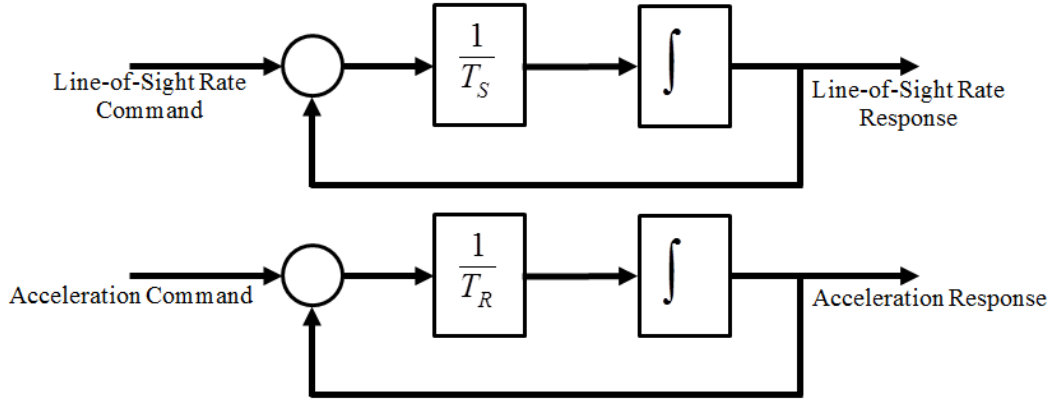 1
T_S
∫
Line-of-Sight Rate
Command
Line-of-Sight Rate
Response
1
T_R
∫
Acceleration Command
Acceleration Response